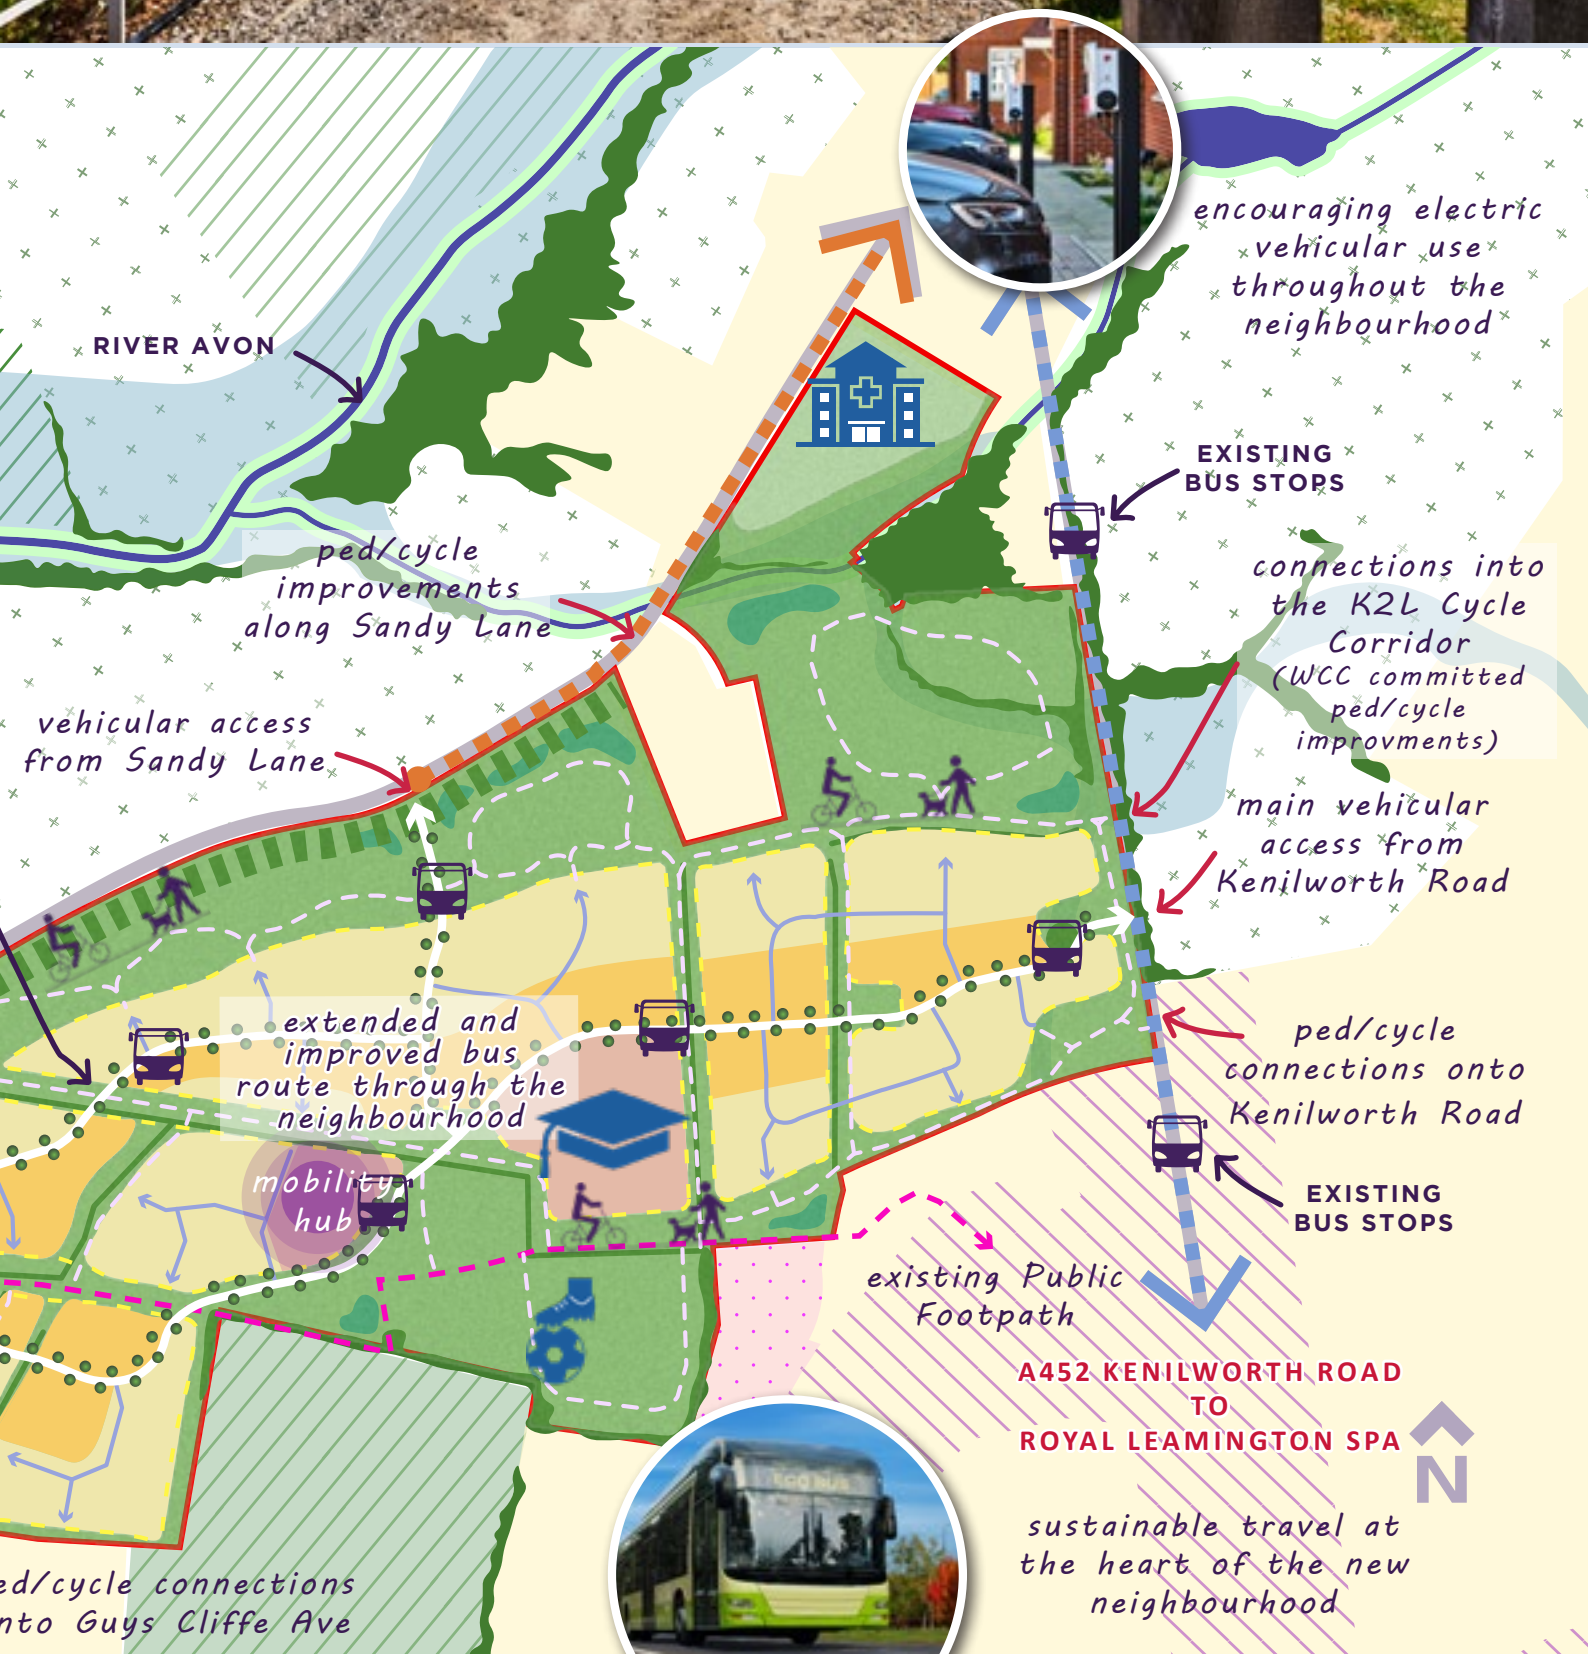 encouraging electric
vehicular use
throughout the
neighbourhood
RIVER AVON
EXISTING
BUS STOPS
ped/cycle
improvements
along Sandy Lane
connections into
the K2L Cycle
Corridor
(WCC committed
ped/cycle
improvments)
vehicular access
from Sandy Lane
main vehicular
access from
Kenilworth Road
extended and
improved bus
route through the
neighbourhood
ped/cycle
connections onto
Kenilworth Road
mobility
hub
EXISTING
BUS STOPS
existing Public
Footpath
A452 KENILWORTH ROAD
TO
ROYAL LEAMINGTON SPA
N
ECO BUS
sustainable travel at
the heart of the new
neighbourhood
ed/cycle connections
nto Guys Cliffe Ave